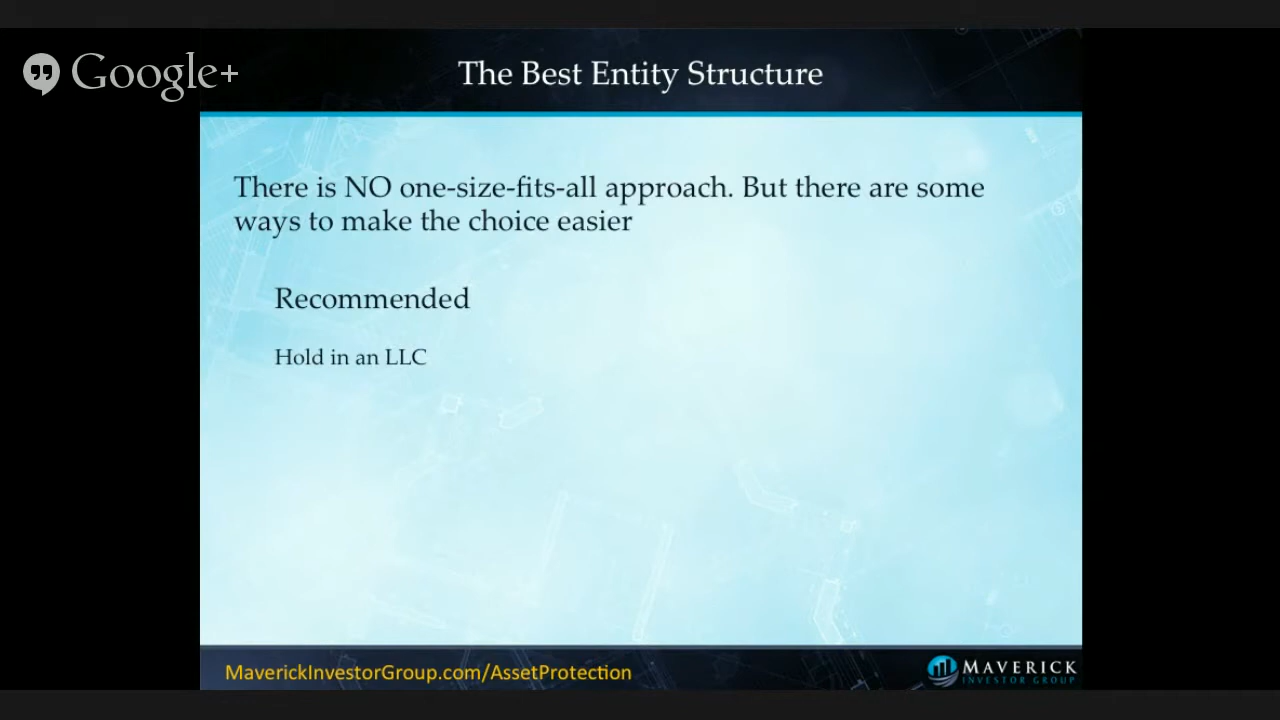 Google+
The Best Entity Structure
There is NO one-size-fits-all approach. But there are some
ways to make the choice easier
Recommended
Hold in an LLC
MaverickInvestorGroup.com/AssetProtection
MAVERICK
INVESTOR GROUP